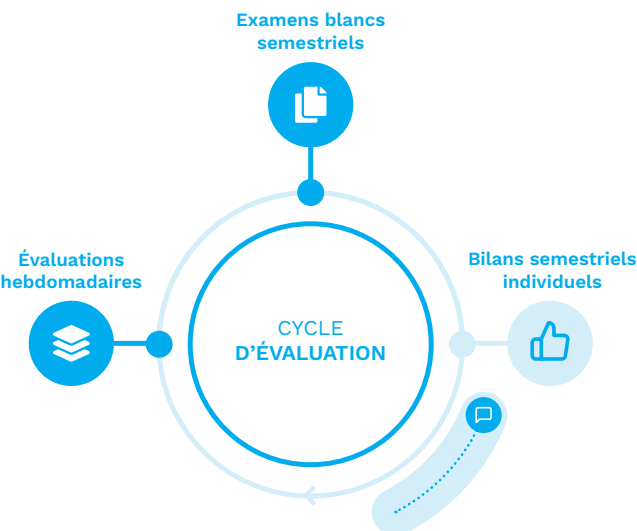 Examens blancs
semestriels
Évaluations
hebdomadaires
Bilans semestriels
individuels
CYCLE
D'ÉVALUATION